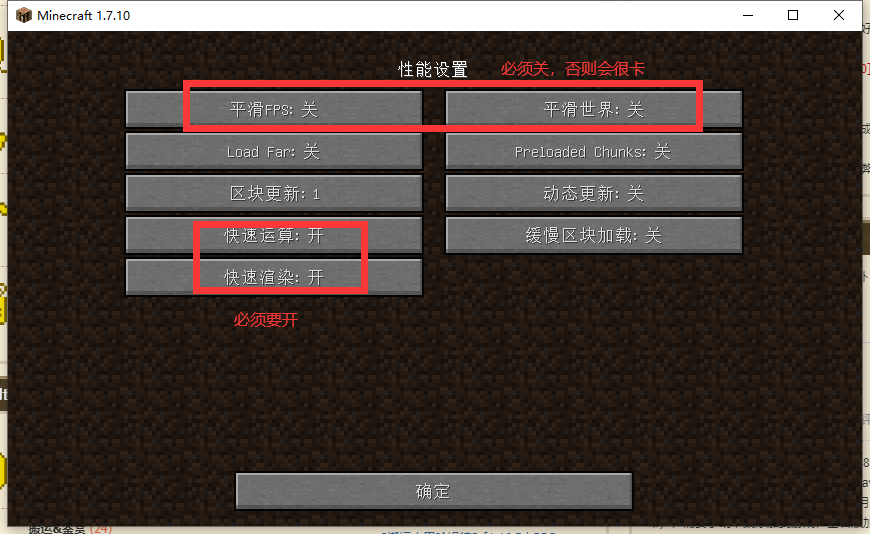 Minecraft 1.7.10
性能设置 必须关，否则会很卡
平滑FPS: 关 平滑世界: 关
Load Far: 关 Preloaded Chunks: 关
区块更新: 1 动态更新: 关
快速运算: 开 缓慢区块加载: 关
快速渲染: 开
必须要开
确定
(24)